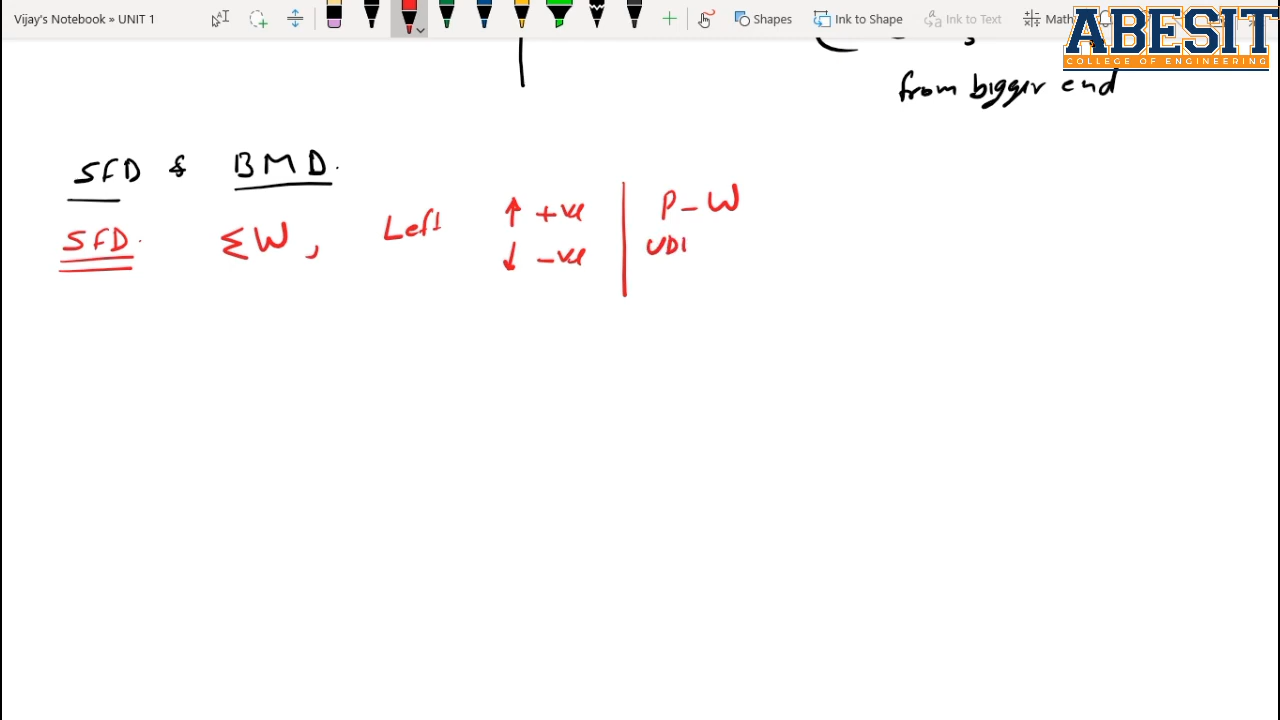 Vijay's Notebook » UNIT 1
Shapes
Ink to Shape
Ink to Text
Math
ABESIT
COLLEGE OF ENGINEERING
from bigger end
SFD & BMD.
SFD. ΣW, Left ↑ +ve P - W
↓ -ve UDL